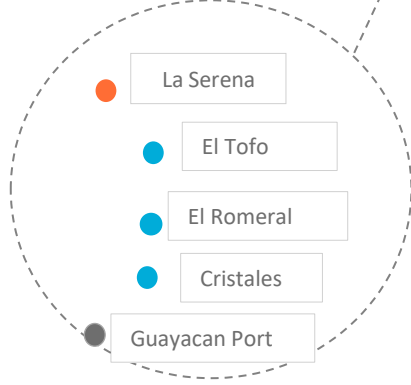 La Serena
El Tofo
El Romeral
Cristales
Guayacan Port